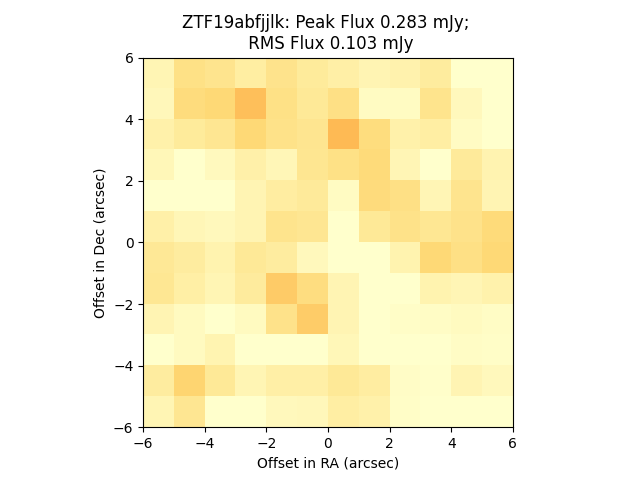 ZTF19abfjjlk: Peak Flux 0.283 mJy;
RMS Flux 0.103 mJy
6
4
2
0
−2
−4
−6
Offset in Dec (arcsec)
−6 −4 −2 0 2 4 6
Offset in RA (arcsec)